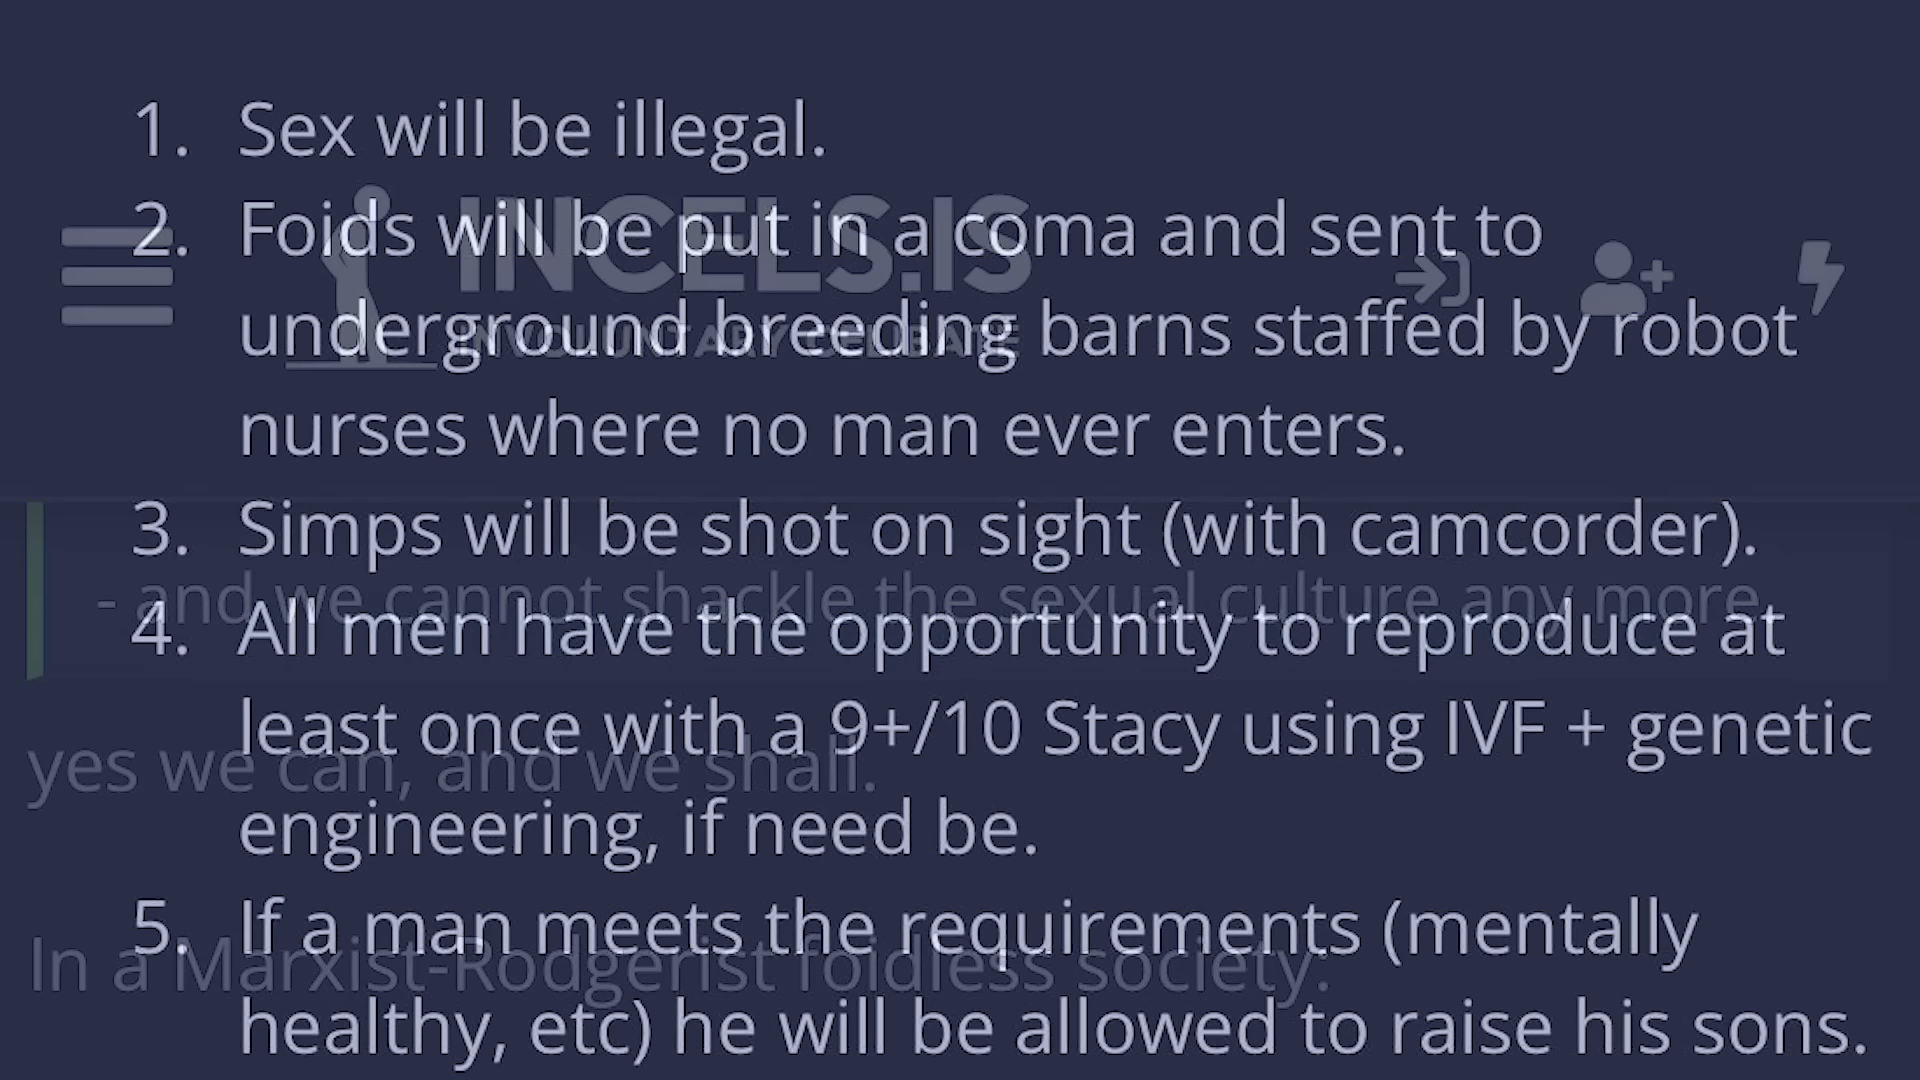 1. Sex will be illegal.
INCELS.IS
2. Foids will be put in a coma and sent to
INVOLUNTARY CELIBATE
underground breeding barns staffed by robot
nurses where no man ever enters.
3. Simps will be shot on sight (with camcorder).
- and we cannot shackle the sexual culture any more
4. All men have the opportunity to reproduce at
least once with a 9+/10 Stacy using IVF + genetic
yes we can, and we shall.
engineering, if need be.
5. If a man meets the requirements (mentally
In a Marxist-Rodgerist foidless society:
healthy, etc) he will be allowed to raise his sons.